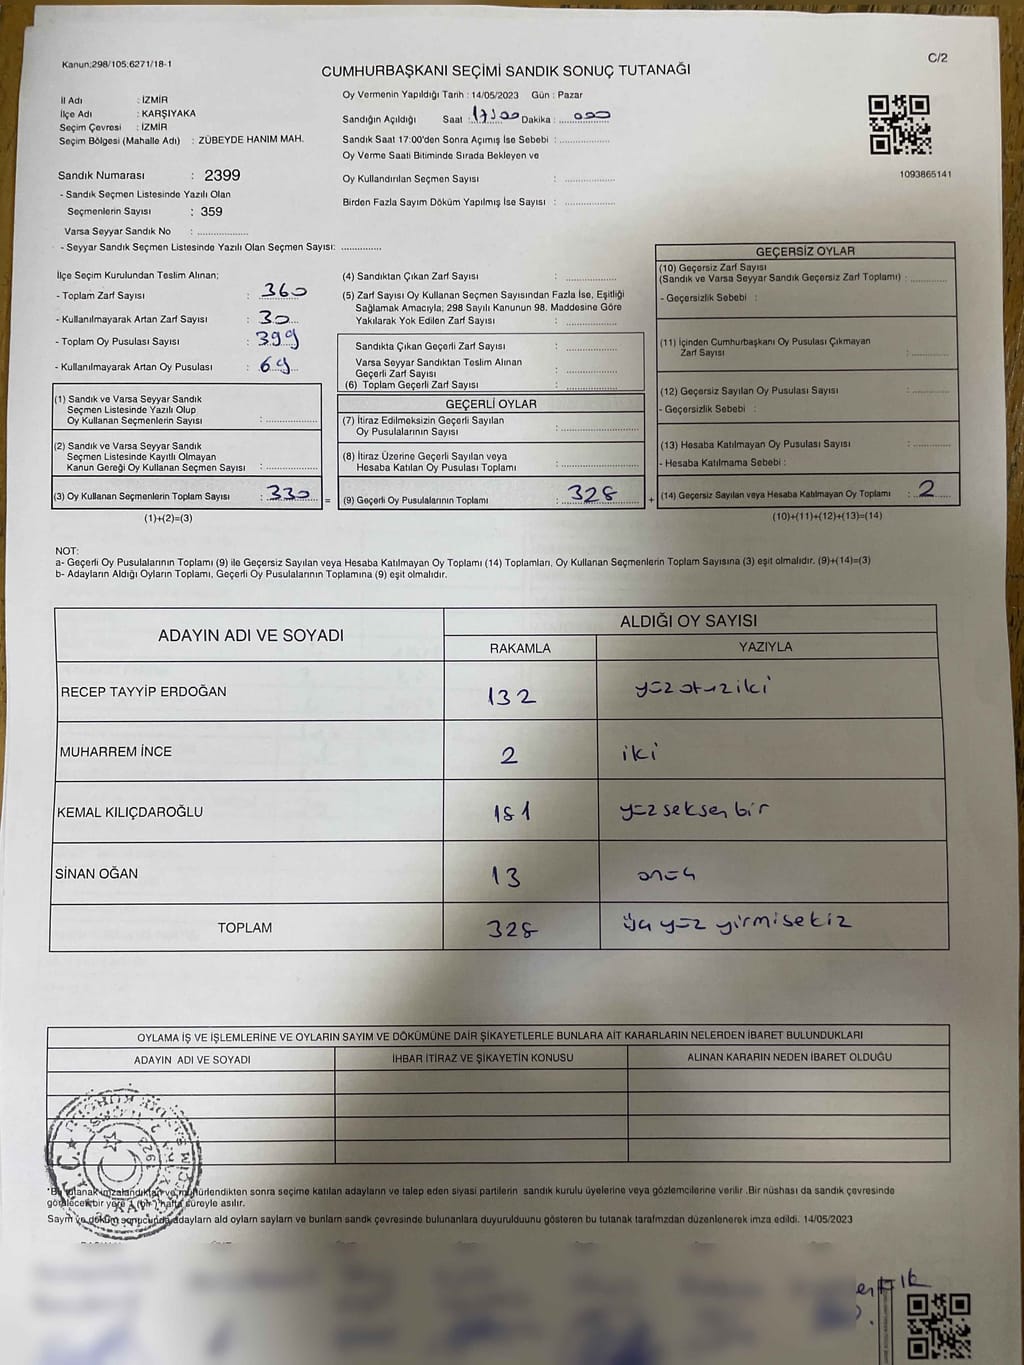 Kanun:298/105;6271/18-1
C/2
CUMHURBAŞKANI SEÇİMİ SANDIK SONUÇ TUTANAĞI
İl Adı : İZMİR
İlçe Adı : KARŞIYAKA
Seçim Çevresi : İZMİR
Seçim Bölgesi (Mahalle Adı) : ZÜBEYDE HANIM MAH.
Oy Vermenin Yapıldığı Tarih : 14/05/2023 Gün : Pazar
Sandığın Açıldığı Saat : 17:00 Dakika : 000
Sandık Saat 17:00'den Sonra Açımış İse Sebebi :
Oy Verme Saati Bitiminde Sırada Bekleyen ve
Oy Kullandırılan Seçmen Sayısı :
Birden Fazla Sayım Döküm Yapılmış İse Sayısı :
1093865141
Sandık Numarası : 2399
- Sandık Seçmen Listesinde Yazılı Olan
Seçmenlerin Sayısı : 359
Varsa Seyyar Sandık No :
- Seyyar Sandık Seçmen Listesinde Yazılı Olan Seçmen Sayısı:
İlçe Seçim Kurulundan Teslim Alınan;
- Toplam Zarf Sayısı : 360
- Kullanılmayarak Artan Zarf Sayısı : 30
- Toplam Oy Pusulası Sayısı : 399
- Kullanılmayarak Artan Oy Pusulası : 69
(1) Sandık ve Varsa Seyyar Sandık
Seçmen Listesinde Yazılı Olup
Oy Kullanan Seçmenlerin Sayısı :
(2) Sandık ve Varsa Seyyar Sandık
Seçmen Listesinde Kayıtlı Olmayan
Kanun Gereği Oy Kullanan Seçmen Sayısı :
(3) Oy Kullanan Seçmenlerin Toplam Sayısı : 330
(1)+(2)=(3)
(4) Sandıktan Çıkan Zarf Sayısı :
(5) Zarf Sayısı Oy Kullanan Seçmen Sayısından Fazla İse, Eşitliği
Sağlamak Amacıyla; 298 Sayılı Kanunun 98. Maddesine Göre
Yakılarak Yok Edilen Zarf Sayısı :
Sandıkta Çıkan Geçerli Zarf Sayısı :
Varsa Seyyar Sandıktan Teslim Alınan
Geçerli Zarf Sayısı :
(6) Toplam Geçerli Zarf Sayısı :
GEÇERLİ OYLAR
(7) İtiraz Edilmeksizin Geçerli Sayılan
Oy Pusulalarının Sayısı :
(8) İtiraz Üzerine Geçerli Sayılan veya
Hesaba Katılan Oy Pusulası Toplamı :
= (9) Geçerli Oy Pusulalarının Toplamı : 328 +
GEÇERSİZ OYLAR
(10) Geçersiz Zarf Sayısı
(Sandık ve Varsa Seyyar Sandık Geçersiz Zarf Toplamı) :
- Geçersizlik Sebebi :
(11) İçinden Cumhurbaşkanı Oy Pusulası Çıkmayan
Zarf Sayısı :
(12) Geçersiz Sayılan Oy Pusulası Sayısı :
- Geçersizlik Sebebi :
(13) Hesaba Katılmayan Oy Pusulası Sayısı :
- Hesaba Katılmama Sebebi :
(14) Geçersiz Sayılan veya Hesaba Katılmayan Oy Toplamı : 2
(10)+(11)+(12)+(13)=(14)
NOT:
a- Geçerli Oy Pusulalarının Toplamı (9) ile Geçersiz Sayılan veya Hesaba Katılmayan Oy Toplamı (14) Toplamları, Oy Kullanan Seçmenlerin Toplam Sayısına (3) eşit olmalıdır. (9)+(14)=(3)
b- Adayların Aldığı Oyların Toplamı, Geçerli Oy Pusulalarının Toplamına (9) eşit olmalıdır.
ADAYIN ADI VE SOYADI
ALDIĞI OY SAYISI
RAKAMLA YAZIYLA
RECEP TAYYİP ERDOĞAN 132 yüz otuz iki
MUHARREM İNCE 2 iki
KEMAL KILIÇDAROĞLU 181 yüz seksen bir
SİNAN OĞAN 13 onüç
TOPLAM 328 üç yüz yirmi sekiz
OYLAMA İŞ VE İŞLEMLERİNE VE OYLARIN SAYIM VE DÖKÜMÜNE DAİR ŞİKAYETLERLE BUNLARA AİT KARARLARIN NELERDEN İBARET BULUNDUKLARI
ADAYIN ADI VE SOYADI İHBAR İTİRAZ VE ŞİKAYETİN KONUSU ALINAN KARARIN NEDEN İBARET OLDUĞU
*Bu tutanak imzalandıktan ve mühürlendikten sonra seçime katılan adayların ve talep eden siyasi partilerin sandık kurulu üyelerine veya gözlemcilerine verilir .Bir nüshası da sandık çevresinde
görülecek bir yere 1 (bir) hafta süreyle asılır.
Sayım ve döküm sonucunda adayların ald oyların sayların ve bunların sandk çevresinde bulunanlara duyurulduunu gösteren bu tutanak tarafmzdan düzenlenerek imza edildi. 14/05/2023